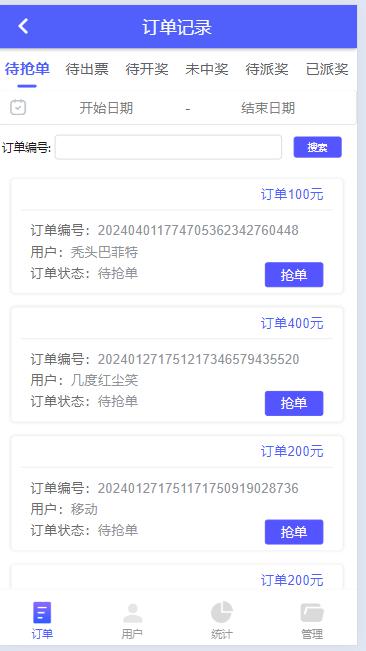 订单记录
待抢单 待出票 待开奖 未中奖 待派奖 已派奖
开始日期 - 结束日期
订单编号: 搜索
订单100元
订单编号：202404011774705362342760448
用户：秃头巴菲特
订单状态：待抢单
抢单
订单400元
订单编号：20240127175121734657943552​0
用户：几度红尘笑
订单状态：待抢单
抢单
订单200元
订单编号：2024012717511717509​19028736
用户：移动
订单状态：待抢单
抢单
订单200元
订单 用户 统计 管理